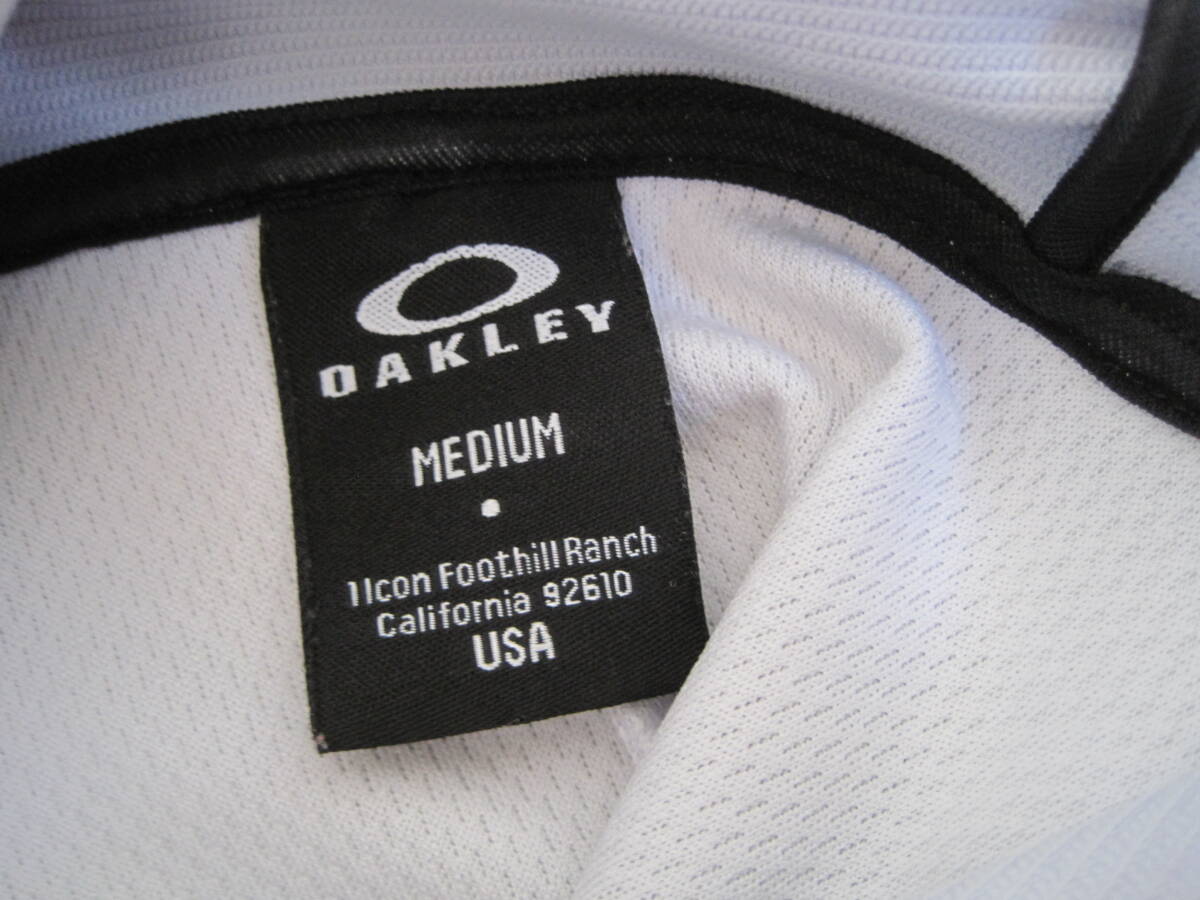 OAKLEY
MEDIUM
1 Icon Foothill Ranch
California 92610
USA